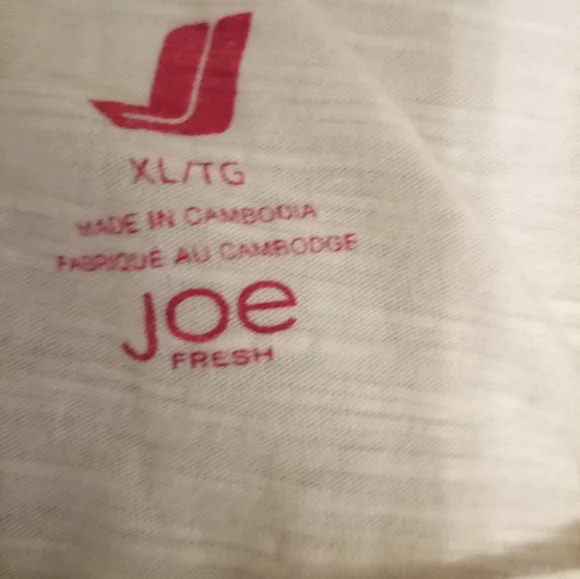 XL/TG
MADE IN CAMBODIA
FABRIQUÉ AU CAMBODGE
JOE
FRESH